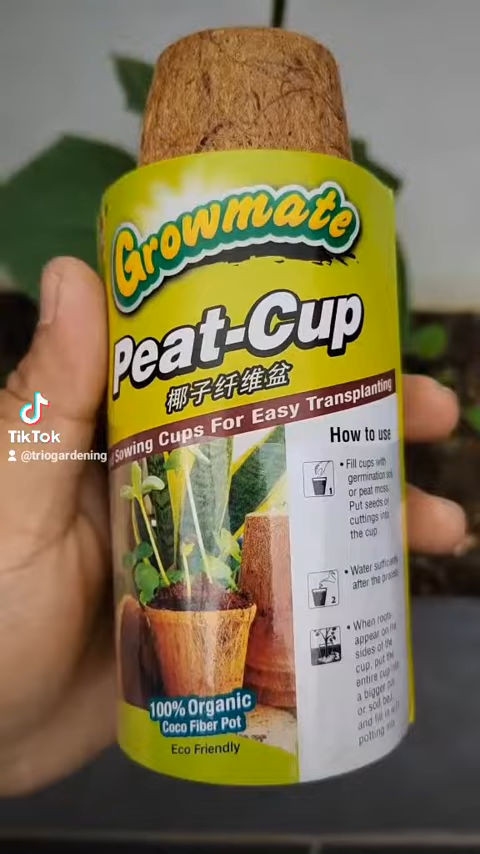 Growmate
Peat-Cup
椰子纤维盆
Sowing Cups For Easy Transplanting
How to use
• Fill cups with
germination
or peat moss.
Put seeds or
cuttings into
the cup
1
• Water sufficiently
after the
2
• When roots
appear on the
sides of the
cup, put the
entire cup into
a bigger pot
or soil bed
and fill in with
potting mix
3
100% Organic
Coco Fiber Pot
Eco Friendly
TikTok
@triogardening